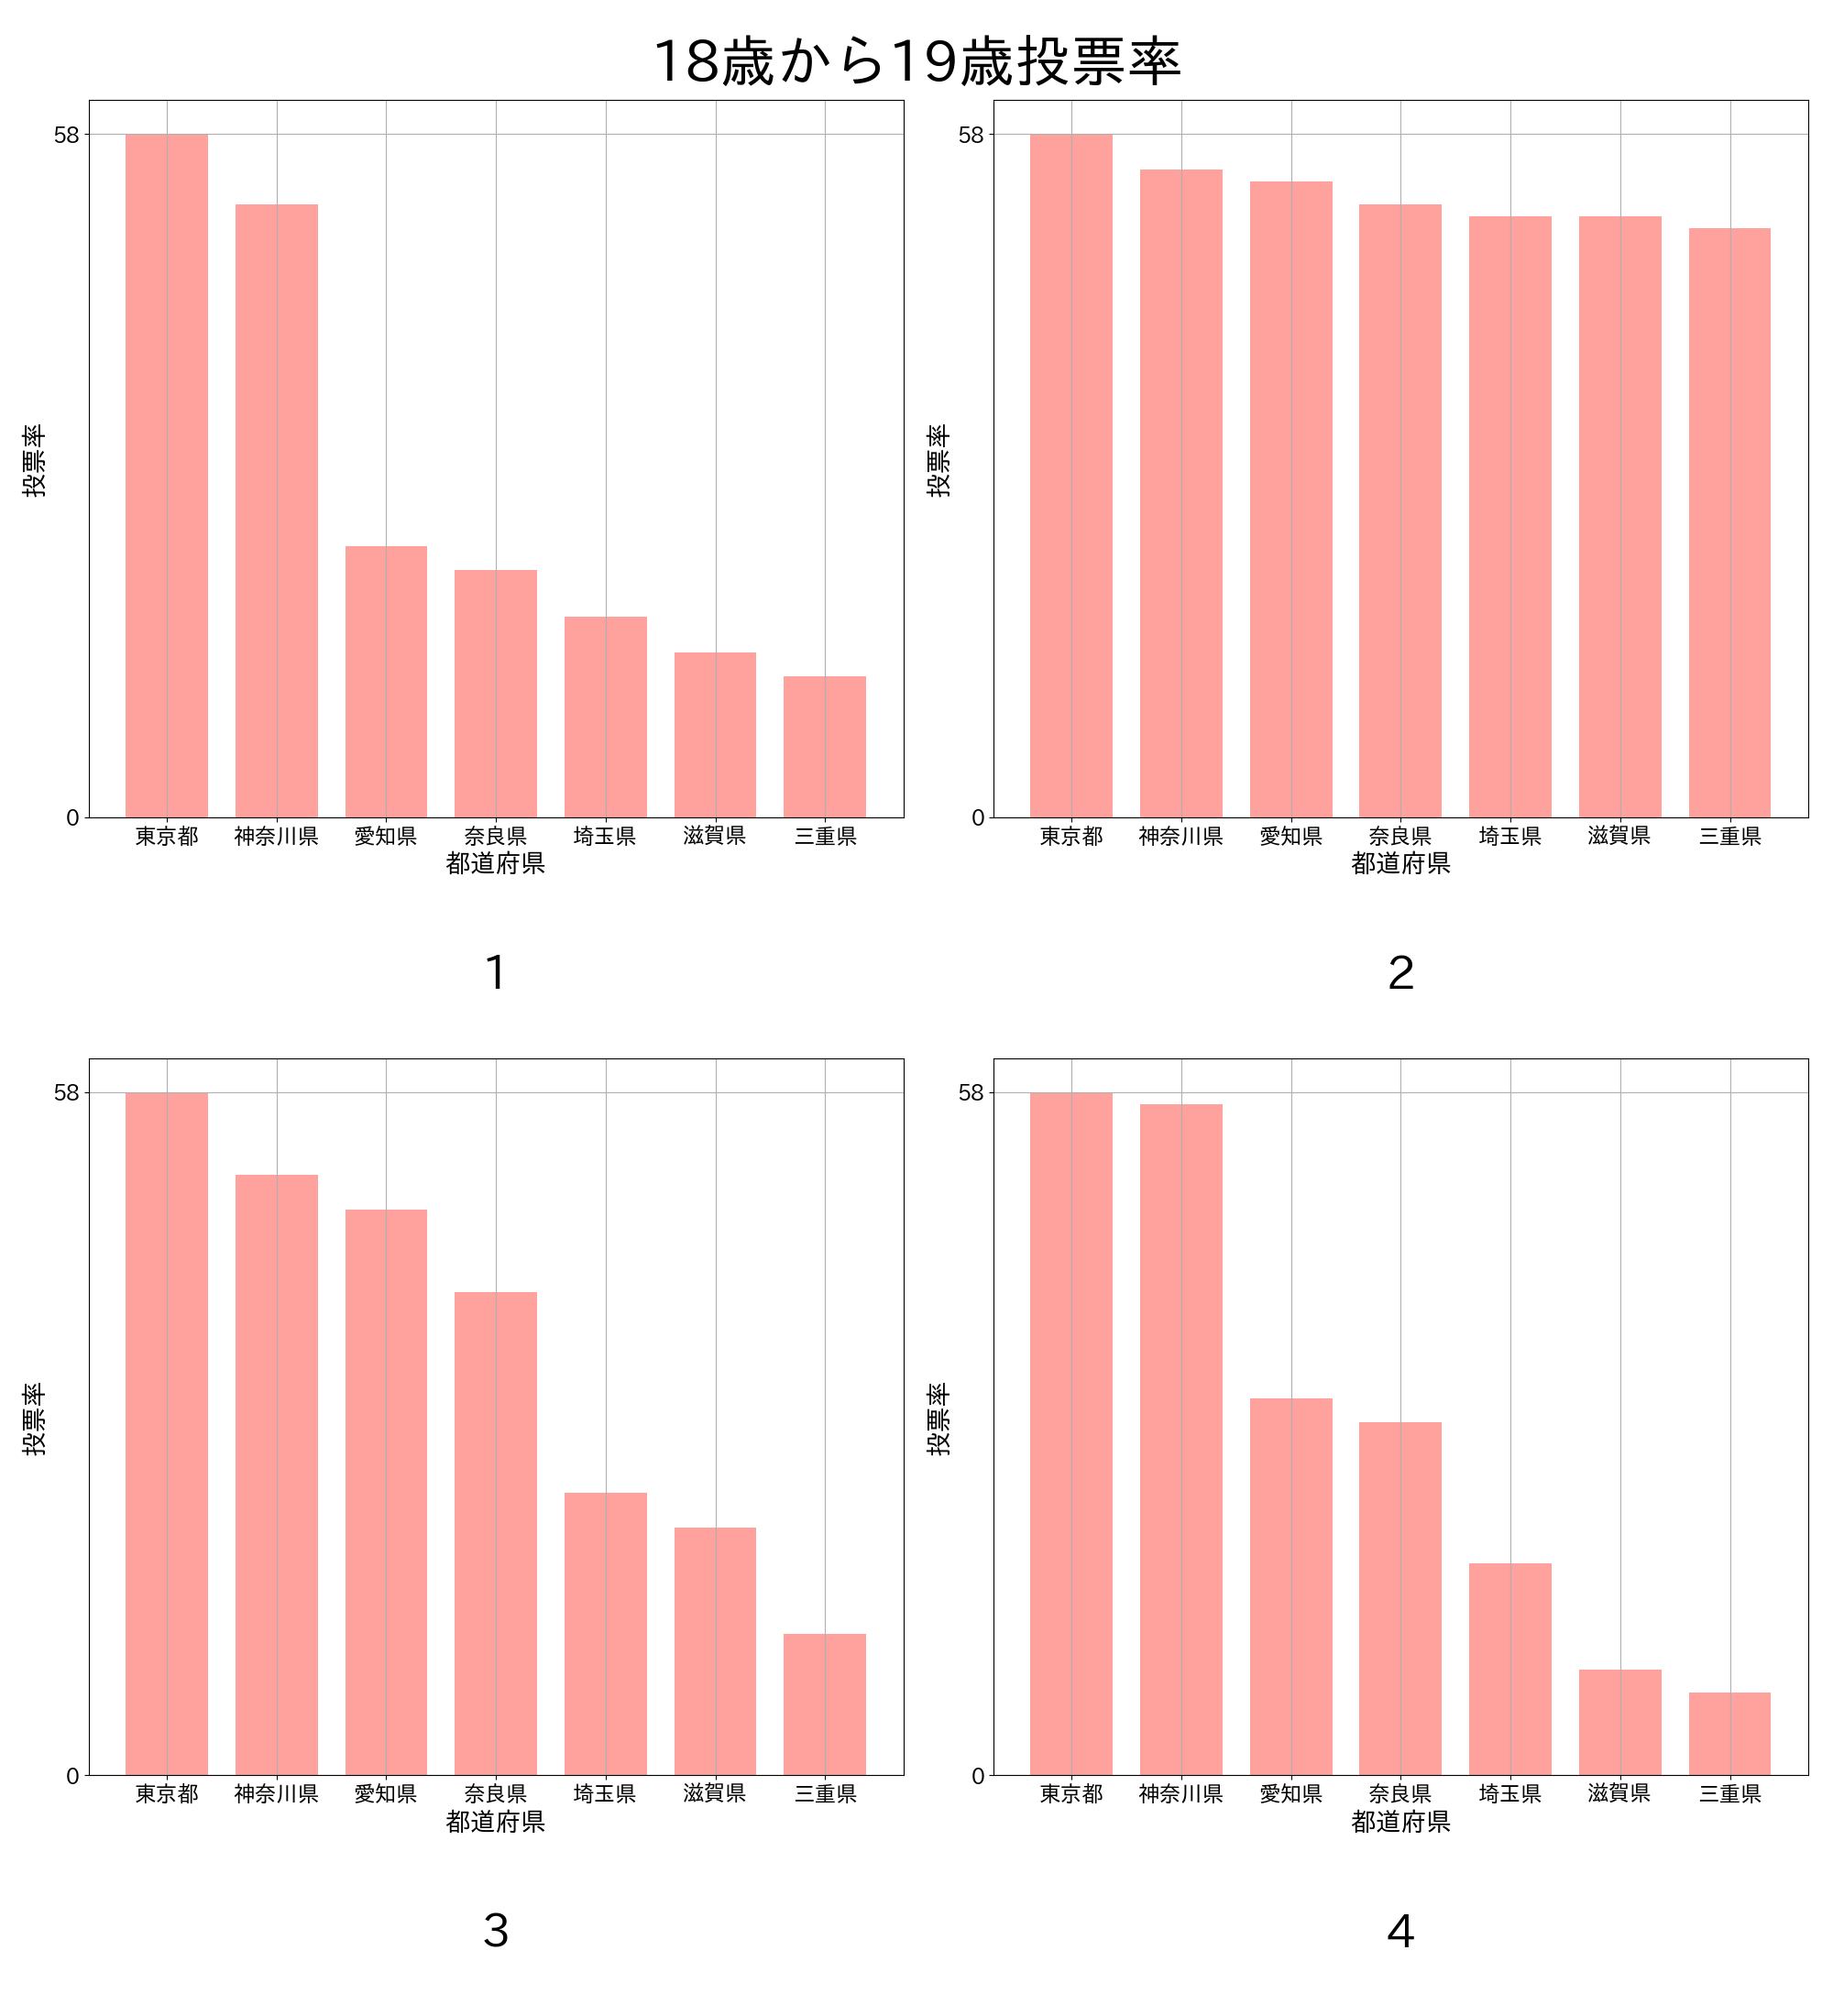 18歳から19歳投票率
58
0
投票率
東京都 神奈川県 愛知県 奈良県 埼玉県 滋賀県 三重県
都道府県
1
58
0
投票率
東京都 神奈川県 愛知県 奈良県 埼玉県 滋賀県 三重県
都道府県
2
58
0
投票率
東京都 神奈川県 愛知県 奈良県 埼玉県 滋賀県 三重県
都道府県
3
58
0
投票率
東京都 神奈川県 愛知県 奈良県 埼玉県 滋賀県 三重県
都道府県
4